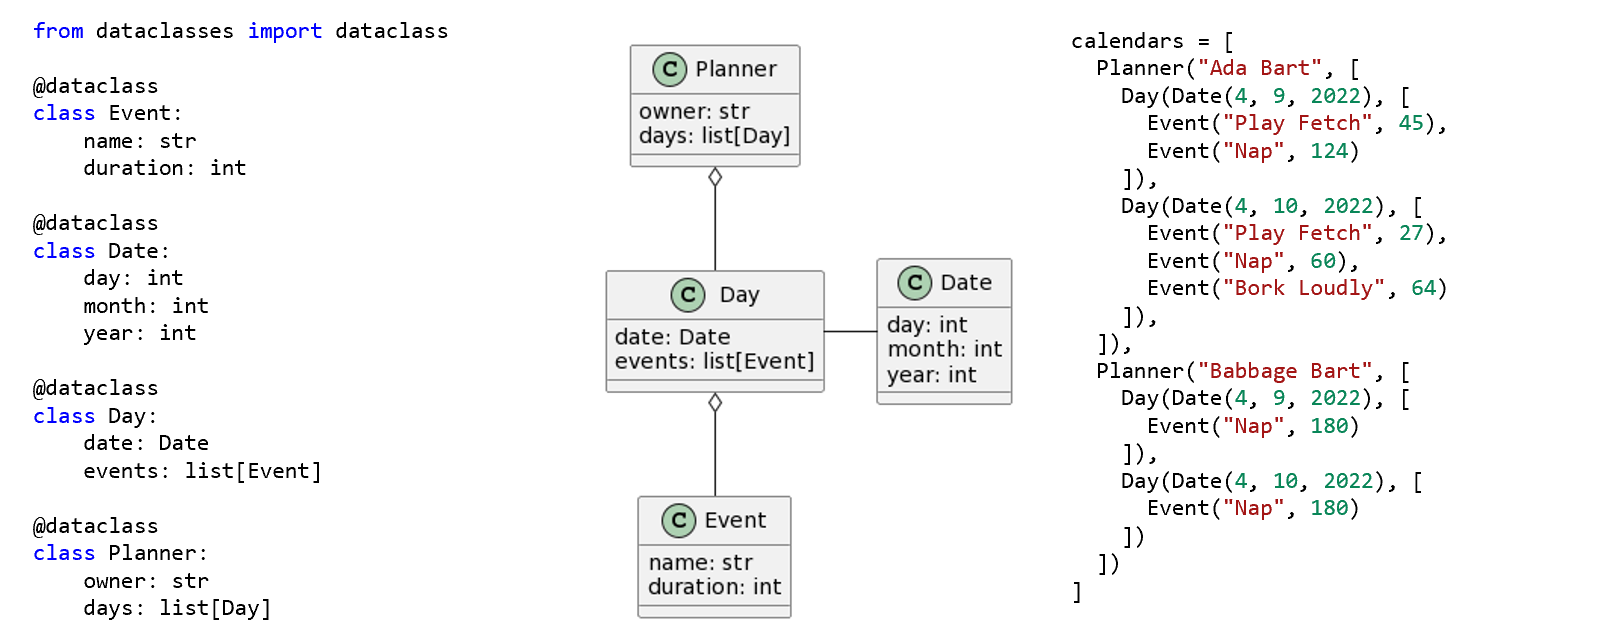 from dataclasses import dataclass

@dataclass
class Event:
    name: str
    duration: int

@dataclass
class Date:
    day: int
    month: int
    year: int

@dataclass
class Day:
    date: Date
    events: list[Event]

@dataclass
class Planner:
    owner: str
    days: list[Day]

C Planner
owner: str
days: list[Day]

C Day
date: Date
events: list[Event]

C Date
day: int
month: int
year: int

C Event
name: str
duration: int

calendars = [
  Planner("Ada Bart", [
    Day(Date(4, 9, 2022), [
      Event("Play Fetch", 45),
      Event("Nap", 124)
    ]),
    Day(Date(4, 10, 2022), [
      Event("Play Fetch", 27),
      Event("Nap", 60),
      Event("Bork Loudly", 64)
    ]),
  ]),
  Planner("Babbage Bart", [
    Day(Date(4, 9, 2022), [
      Event("Nap", 180)
    ]),
    Day(Date(4, 10, 2022), [
      Event("Nap", 180)
    ])
  ])
]